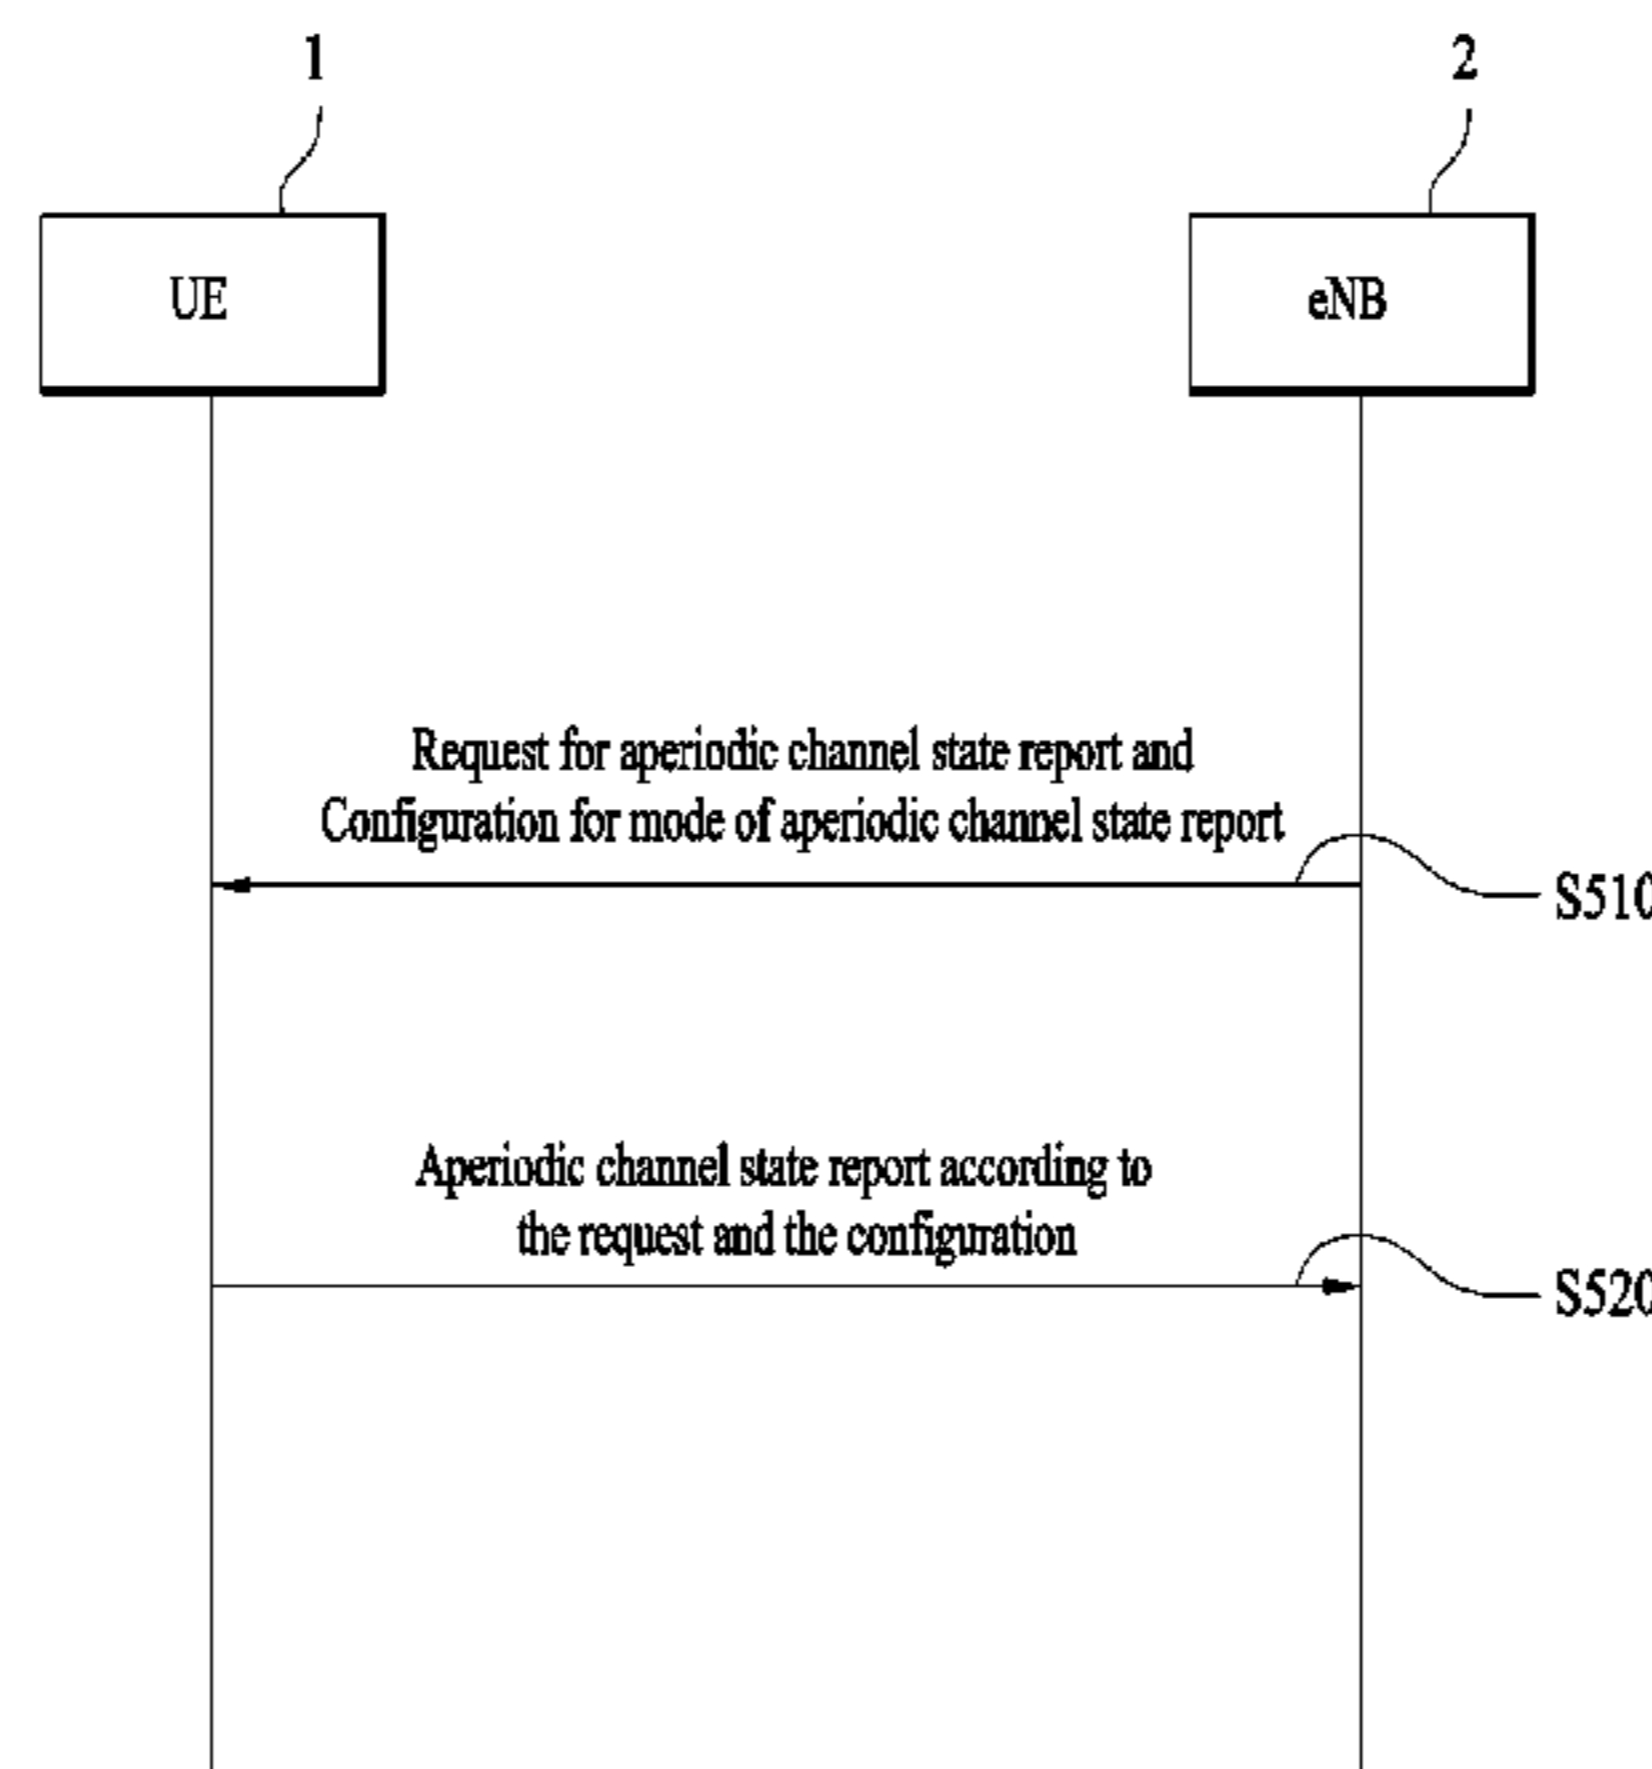 1
2
UE
eNB
Request for aperiodic channel state report and
Configuration for mode of aperiodic channel state report
S510
Aperiodic channel state report according to
the request and the configuration
S520